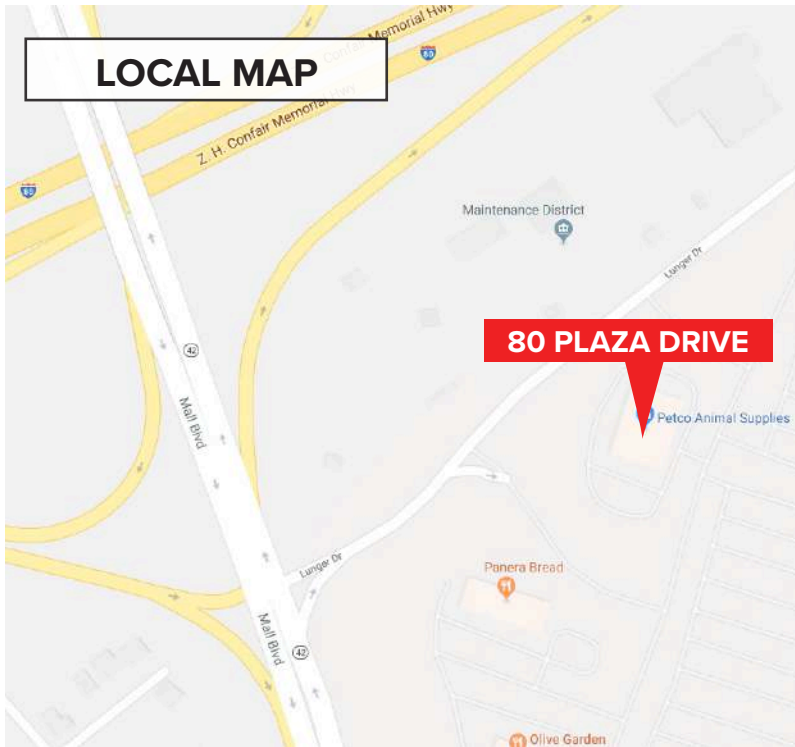 LOCAL MAP
Confair Memorial Hwy
80
Z. H. Confair Memorial Hwy
80
Maintenance District
Lunger Dr
42
80 PLAZA DRIVE
Mall Blvd
Petco Animal Supplies
Lunger Dr
Panera Bread
Mall Blvd
42
Olive Garden